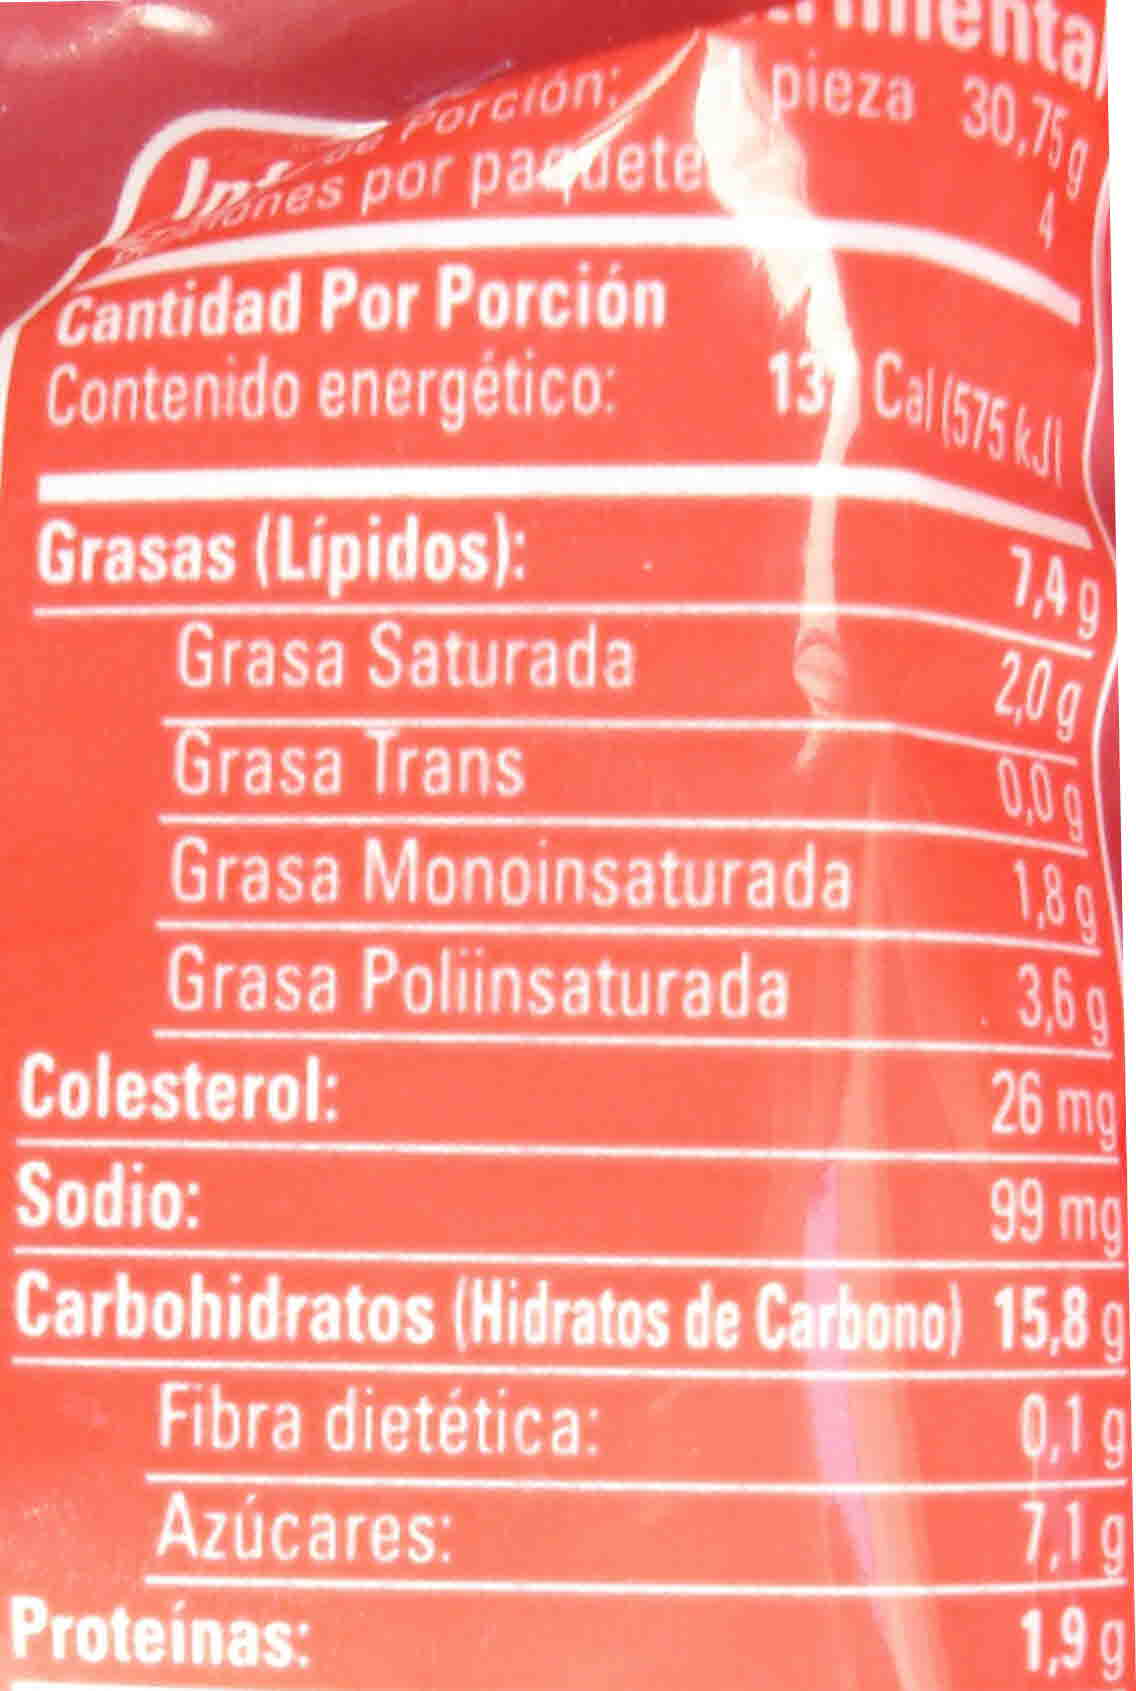 Porción: pieza 30,75 g
por paquete 4
Cantidad Por Porción
Contenido energético: Cal (575 kJ)
Grasas (Lípidos): 7,4 g
Grasa Saturada 2,0 g
Grasa Trans 0,0 g
Grasa Monoinsaturada 1,8 g
Grasa Poliinsaturada 3,6 g
Colesterol: 26 mg
Sodio: 99 mg
Carbohidratos (Hidratos de Carbono) 15,8 g
Fibra dietética: 0,1 g
Azúcares: 7,1 g
Proteínas: 1,9 g